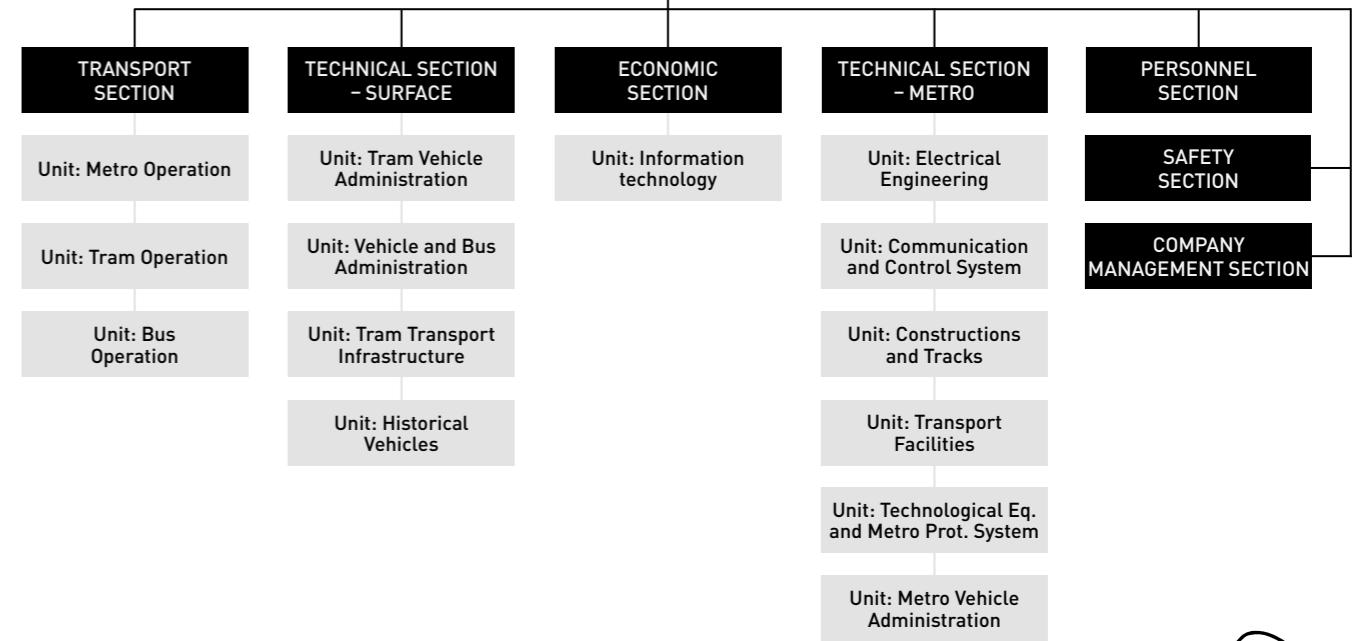 TRANSPORT
SECTION
Unit: Metro Operation
Unit: Tram Operation
Unit: Bus
Operation
TECHNICAL SECTION
– SURFACE
Unit: Tram Vehicle
Administration
Unit: Vehicle and Bus
Administration
Unit: Tram Transport
Infrastructure
Unit: Historical
Vehicles
ECONOMIC
SECTION
Unit: Information
technology
TECHNICAL SECTION
– METRO
Unit: Electrical
Engineering
Unit: Communication
and Control System
Unit: Constructions
and Tracks
Unit: Transport
Facilities
Unit: Technological Eq.
and Metro Prot. System
Unit: Metro Vehicle
Administration
PERSONNEL
SECTION
SAFETY
SECTION
COMPANY
MANAGEMENT SECTION